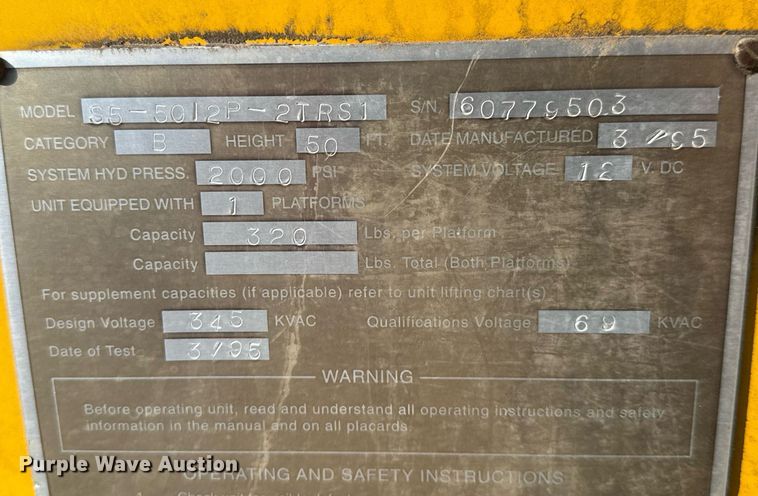 MODEL S5-50I2P-2TRS1 S/N 60779503
CATEGORY B HEIGHT 50 FT. DATE MANUFACTURED 3/95
SYSTEM HYD PRESS. 2000 PSI SYSTEM VOLTAGE 12 V. DC
UNIT EQUIPPED WITH 1 PLATFORMS
Capacity 320 Lbs. per Platform
Capacity Lbs. Total (Both Platforms)
For supplement capacities (if applicable) refer to unit lifting chart(s)
Design Voltage 345 KVAC Qualifications Voltage 69 KVAC
Date of Test 3/95
WARNING
Before operating unit, read and understand all operating instructions and safety
information in the manual and on all placards.
OPERATING AND SAFETY INSTRUCTIONS
Purple Wave Auction